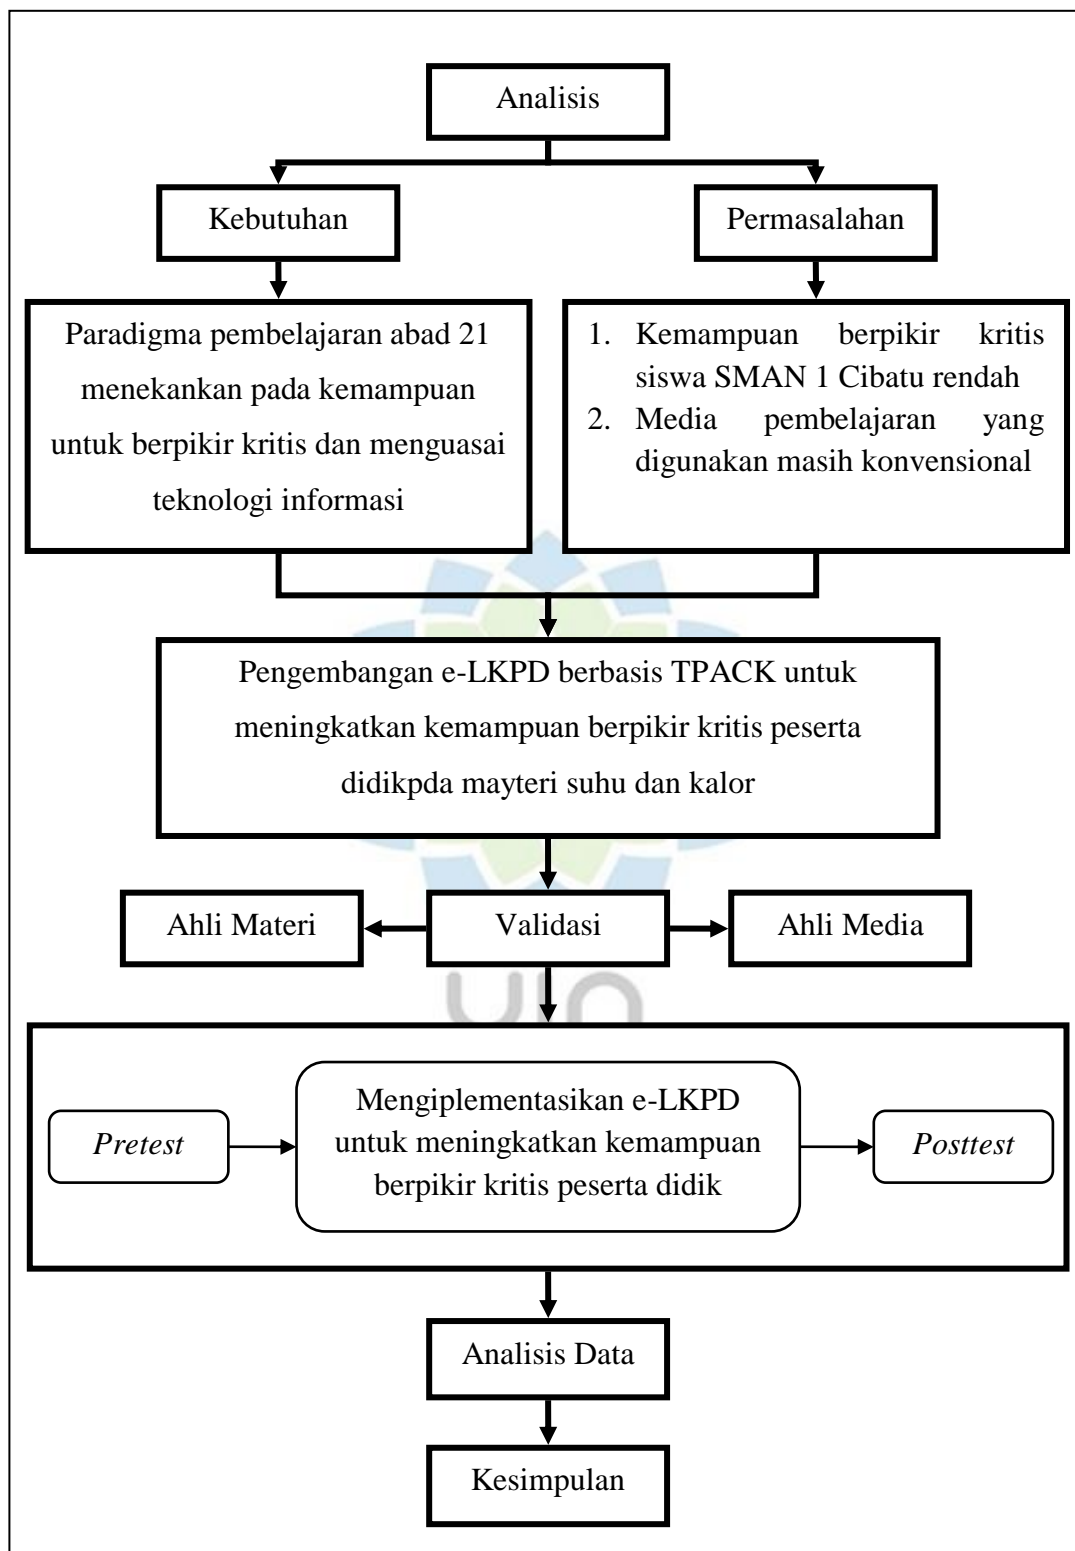 Analisis
Kebutuhan
Permasalahan
Paradigma pembelajaran abad 21
menekankan pada kemampuan
untuk berpikir kritis dan menguasai
teknologi informasi
1. Kemampuan berpikir kritis
siswa SMAN 1 Cibatu rendah
2. Media pembelajaran yang
digunakan masih konvensional
Pengembangan e-LKPD berbasis TPACK untuk
meningkatkan kemampuan berpikir kritis peserta
didikpda mayteri suhu dan kalor
Ahli Materi
Validasi
Ahli Media
uin
Pretest
Mengiplementasikan e-LKPD
untuk meningkatkan kemampuan
berpikir kritis peserta didik
Posttest
Analisis Data
Kesimpulan